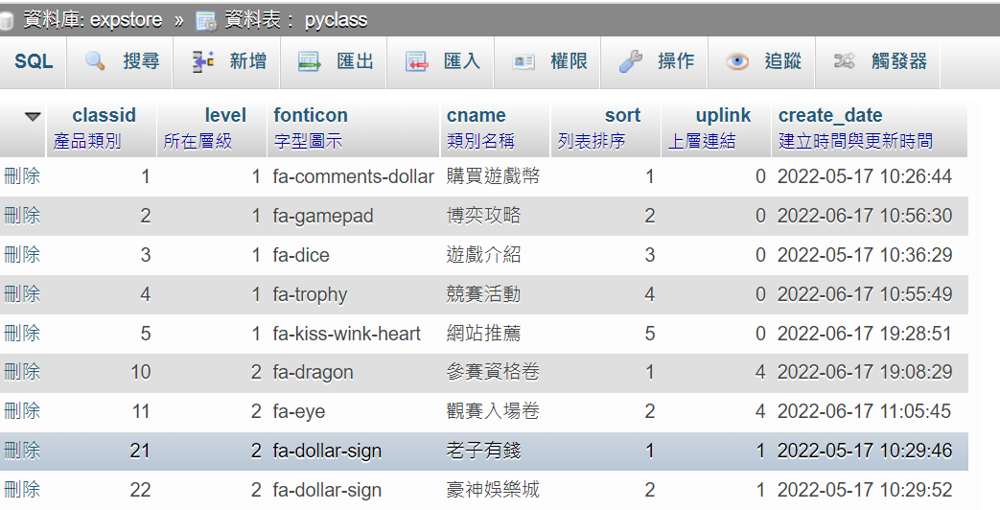 資料庫: expstore » 資料表： pyclass
SQL 搜尋 新增 匯出 匯入 權限 操作 追蹤 觸發器
classid level fonticon cname sort uplink create_date
產品類別 所在層級 字型圖示 類別名稱 列表排序 上層連結 建立時間與更新時間
刪除 1 1 fa-comments-dollar 購買遊戲幣 1 0 2022-05-17 10:26:44
刪除 2 1 fa-gamepad 博奕攻略 2 0 2022-06-17 10:56:30
刪除 3 1 fa-dice 遊戲介紹 3 0 2022-05-17 10:36:29
刪除 4 1 fa-trophy 競賽活動 4 0 2022-06-17 10:55:49
刪除 5 1 fa-kiss-wink-heart 網站推薦 5 0 2022-06-17 19:28:51
刪除 10 2 fa-dragon 參賽資格卷 1 4 2022-06-17 19:08:29
刪除 11 2 fa-eye 觀賽入場卷 2 4 2022-06-17 11:05:45
刪除 21 2 fa-dollar-sign 老子有錢 1 1 2022-05-17 10:29:46
刪除 22 2 fa-dollar-sign 豪神娛樂城 2 1 2022-05-17 10:29:52